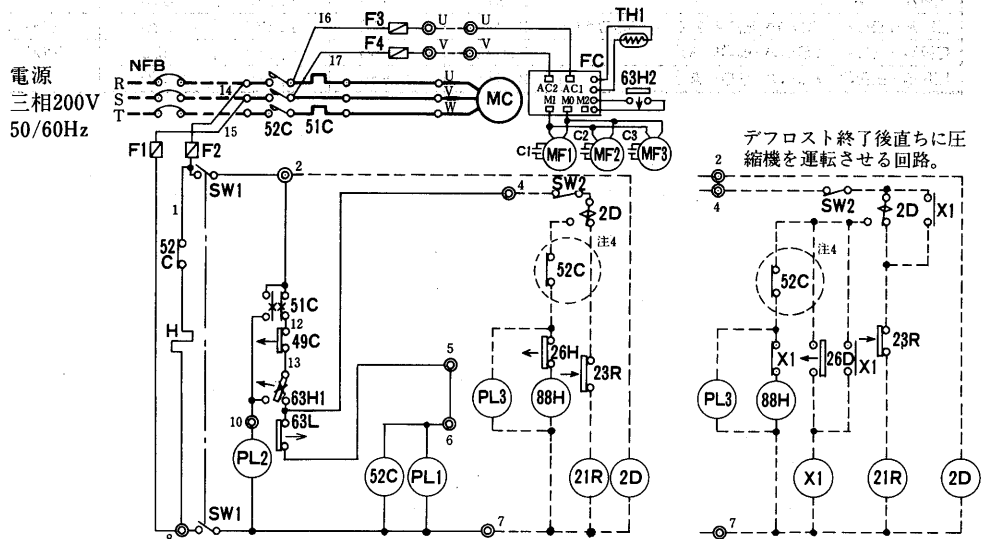 電源
三相200V
50/60Hz
NFB
R
S
T
14
15
16
17
F3
F4
U U
V V
U
V
W
MC
52C
51C
TH1
FC
AC2 AC1
M1 M0 M2
63H2
C1
C2
C3
MF1
MF2
MF3
F1
F2
SW1
2
1
52
C
H
51C
12
49C
13
63H1
63L
10
PL2
SW1
4
5
6
52C
PL1
7
SW2
2D
注4
52C
26H
23R
PL3
88H
21R
2D
デフロスト終了後直ちに圧
縮機を運転させる回路。
2
4
SW2
2D
X1
注4
52C
X1
26D
X1
23R
PL3
88H
X1
21R
2D
7